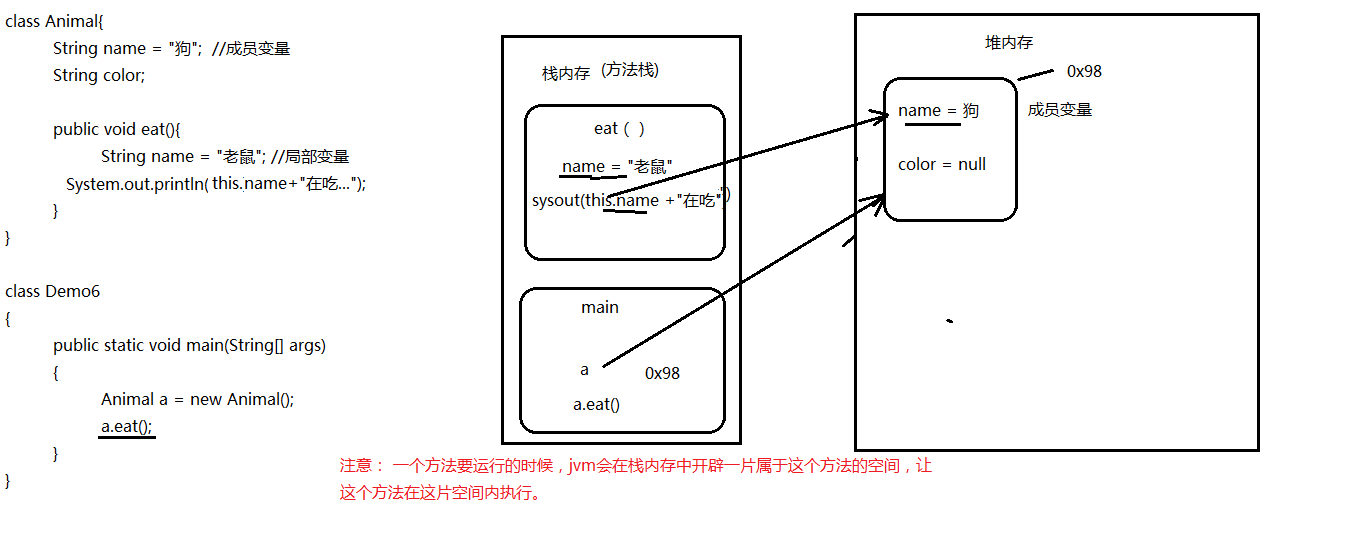 class Animal{
String name = "狗";  //成员变量
String color;
public void eat(){
String name = "老鼠"; //局部变量
System.out.println( this.name+"在吃...");
}
}
class Demo6
{
public static void main(String[] args)
{
Animal a = new Animal();
a.eat();
}
}
栈内存 (方法栈)
eat ( )
name = "老鼠"
sysout(this.name +"在吃")
main
a 0x98
a.eat()
堆内存
0x98
name = 狗
成员变量
color = null
注意： 一个方法要运行的时候，jvm会在栈内存中开辟一片属于这个方法的空间，让
这个方法在这片空间内执行。